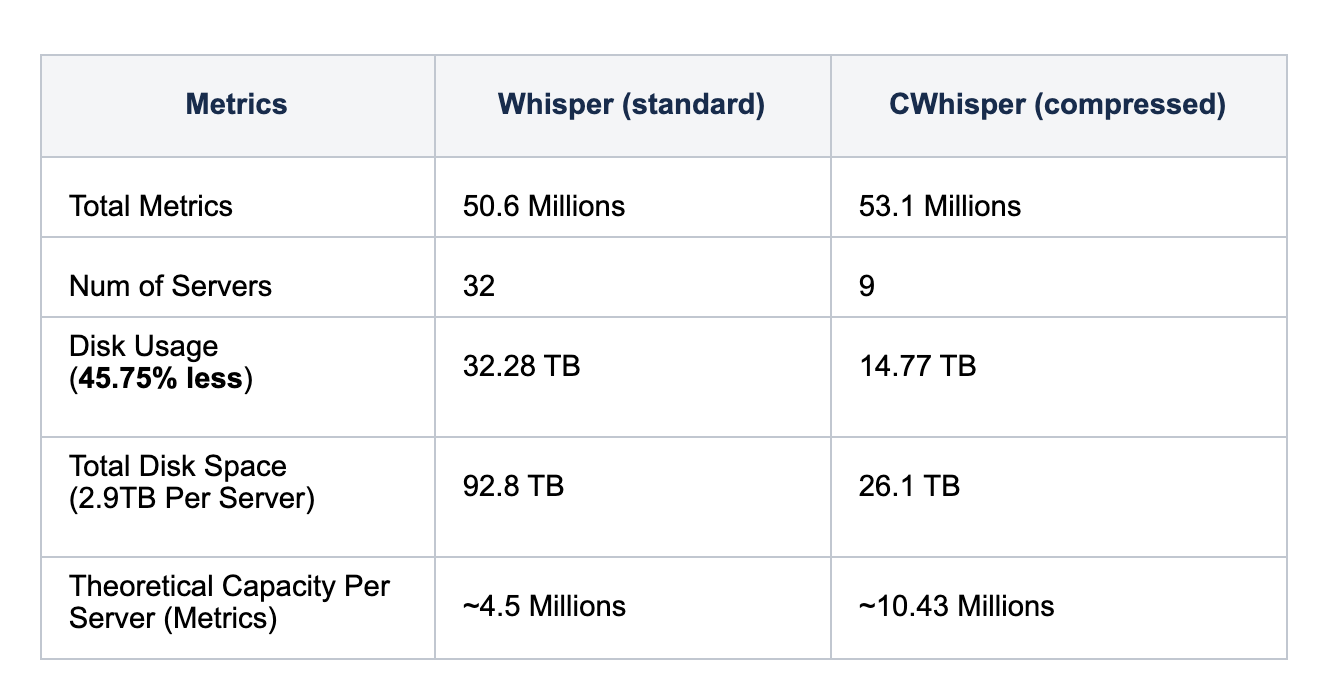 Metrics Whisper (standard) CWhisper (compressed)
Total Metrics 50.6 Millions 53.1 Millions
Num of Servers 32 9
Disk Usage
(45.75% less) 32.28 TB 14.77 TB
Total Disk Space
(2.9TB Per Server) 92.8 TB 26.1 TB
Theoretical Capacity Per
Server (Metrics) ~4.5 Millions ~10.43 Millions